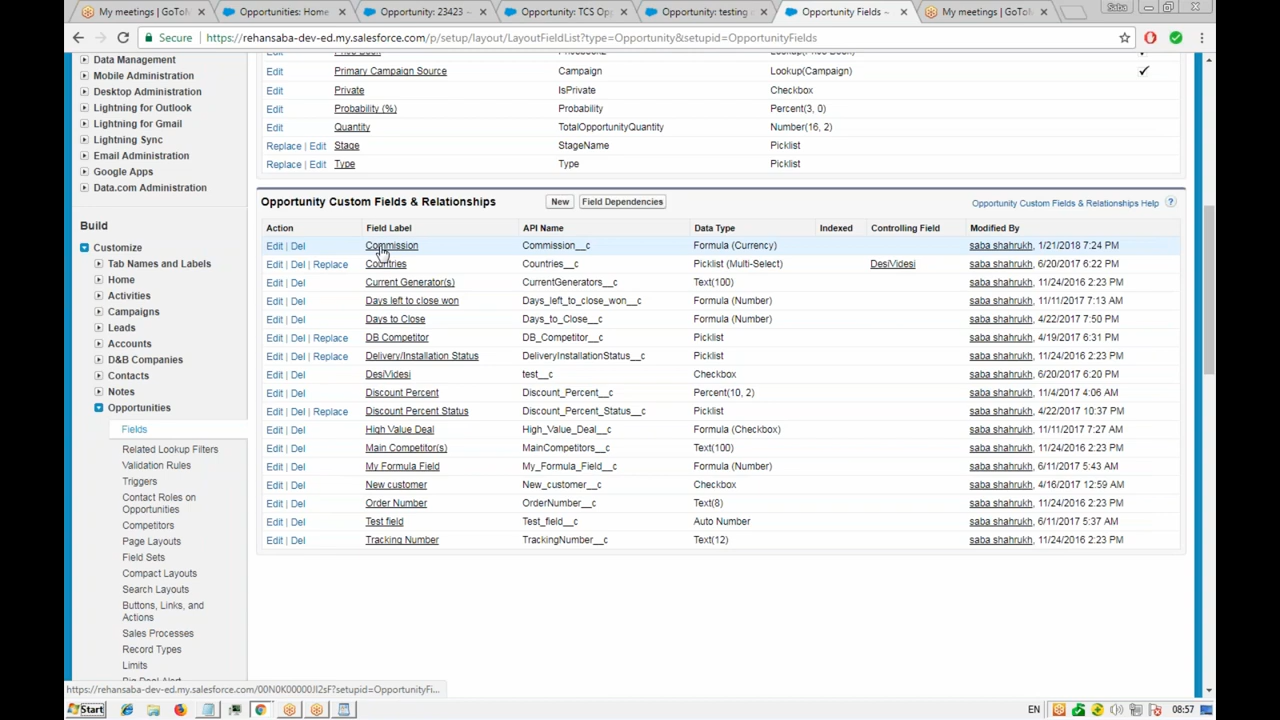 My meetings | GoToM
Opportunities: Home
Opportunity: 23423 ~
Opportunity: TCS Opp
Opportunity: testing c
Opportunity Fields ~
My meetings | GoToM
Saba
Secure https://rehansaba-dev-ed.my.salesforce.com/p/setup/layout/LayoutFieldList?type=Opportunity&setupid=OpportunityFields
Data Management
Mobile Administration
Desktop Administration
Lightning for Outlook
Lightning for Gmail
Lightning Sync
Email Administration
Google Apps
Data.com Administration
Build
Customize
Tab Names and Labels
Home
Activities
Campaigns
Leads
Accounts
D&B Companies
Contacts
Notes
Opportunities
Fields
Related Lookup Filters
Validation Rules
Triggers
Contact Roles on
Opportunities
Competitors
Page Layouts
Field Sets
Compact Layouts
Search Layouts
Buttons, Links, and
Actions
Sales Processes
Record Types
Limits
Big Deal Alert
Edit Primary Campaign Source Campaign Lookup(Campaign)
Edit Private IsPrivate Checkbox
Edit Probability (%) Probability Percent(3, 0)
Edit Quantity TotalOpportunityQuantity Number(16, 2)
Replace | Edit Stage StageName Picklist
Replace | Edit Type Type Picklist
Opportunity Custom Fields & Relationships New Field Dependencies Opportunity Custom Fields & Relationships Help ?
Action Field Label API Name Data Type Indexed Controlling Field Modified By
Edit | Del Commission Commission__c Formula (Currency) saba shahrukh, 1/21/2018 7:24 PM
Edit | Del | Replace Countries Countries__c Picklist (Multi-Select) Desi/Videsi saba shahrukh, 6/20/2017 6:22 PM
Edit | Del Current Generator(s) CurrentGenerators__c Text(100) saba shahrukh, 11/24/2016 2:23 PM
Edit | Del Days left to close won Days_left_to_close_won__c Formula (Number) saba shahrukh, 11/11/2017 7:13 AM
Edit | Del Days to Close Days_to_Close__c Formula (Number) saba shahrukh, 4/22/2017 7:50 PM
Edit | Del | Replace DB Competitor DB_Competitor__c Picklist saba shahrukh, 4/19/2017 6:31 PM
Edit | Del | Replace Delivery/Installation Status DeliveryInstallationStatus__c Picklist saba shahrukh, 11/24/2016 2:23 PM
Edit | Del Desi/Videsi test__c Checkbox saba shahrukh, 6/20/2017 6:20 PM
Edit | Del Discount Percent Discount_Percent__c Percent(10, 2) saba shahrukh, 11/4/2017 4:06 AM
Edit | Del | Replace Discount Percent Status Discount_Percent_Status__c Picklist saba shahrukh, 4/22/2017 10:37 PM
Edit | Del High Value Deal High_Value_Deal__c Formula (Checkbox) saba shahrukh, 11/11/2017 7:27 AM
Edit | Del Main Competitor(s) MainCompetitors__c Text(100) saba shahrukh, 11/24/2016 2:23 PM
Edit | Del My Formula Field My_Formula_Field__c Formula (Number) saba shahrukh, 6/11/2017 5:43 AM
Edit | Del New customer New_customer__c Checkbox saba shahrukh, 4/16/2017 12:59 AM
Edit | Del Order Number OrderNumber__c Text(8) saba shahrukh, 11/24/2016 2:23 PM
Edit | Del Test field Test_field__c Auto Number saba shahrukh, 6/11/2017 5:37 AM
Edit | Del Tracking Number TrackingNumber__c Text(12) saba shahrukh, 11/24/2016 2:23 PM
https://rehansaba-dev-ed.my.salesforce.com/00N0K00000JI2sF?setupid=OpportunityFi...
Start
EN
08:57